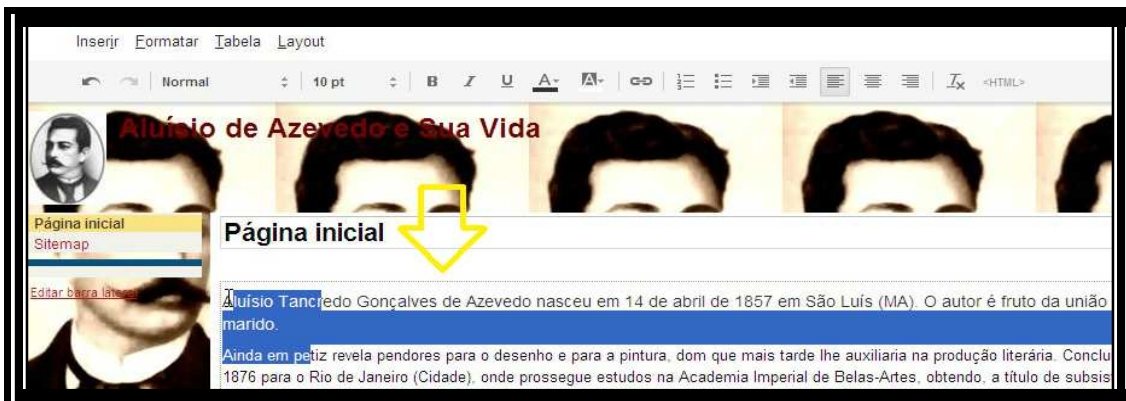 Inserir Formatar Tabela Layout
Normal 10 pt B I U A A Tx <HTML>
Aluísio de Azevedo e Sua Vida
Página inicial
Sitemap
Editar barra lateral
Página inicial
Aluísio Tancredo Gonçalves de Azevedo nasceu em 14 de abril de 1857 em São Luís (MA). O autor é fruto da união
marido.
Ainda em petiz revela pendores para o desenho e para a pintura, dom que mais tarde lhe auxiliaria na produção literária. Conclu
1876 para o Rio de Janeiro (Cidade), onde prossegue estudos na Academia Imperial de Belas-Artes, obtendo, a título de subsis